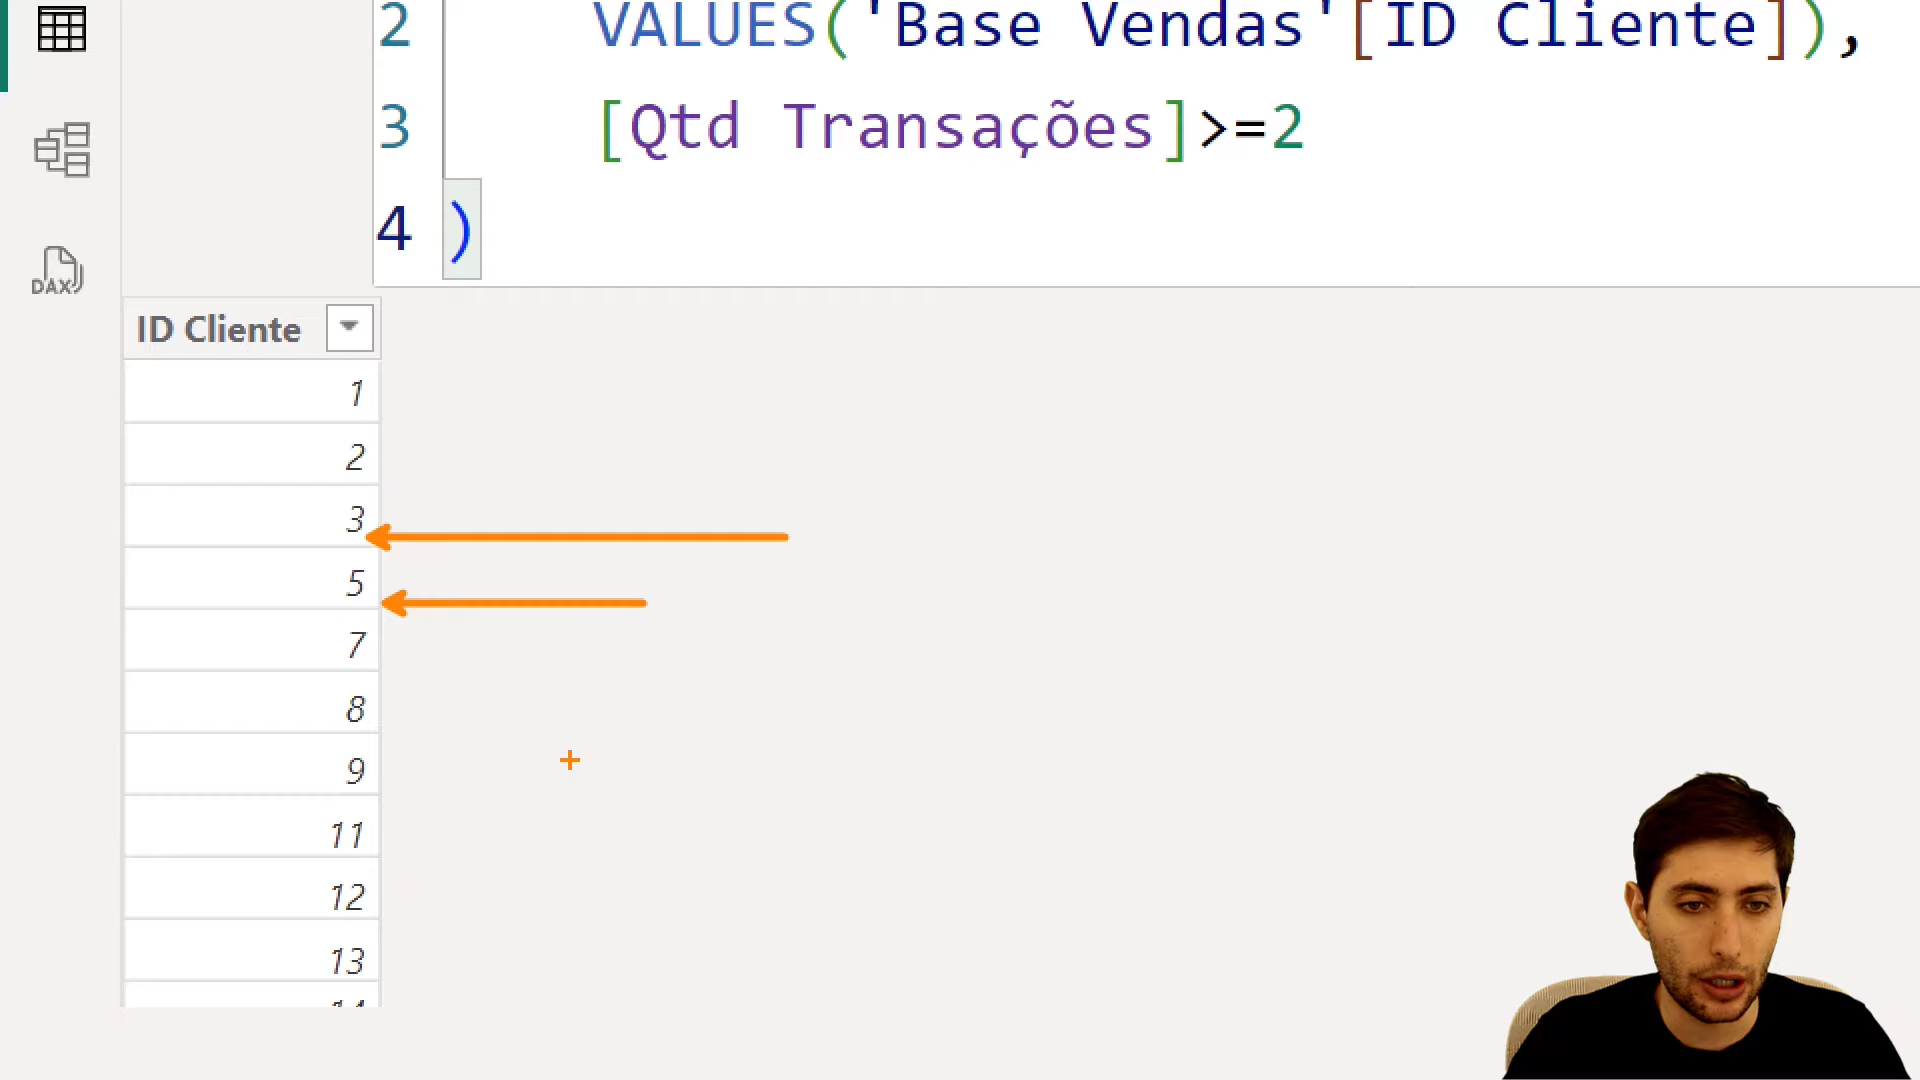 2 VALUES('Base Vendas'[ID Cliente]),
3 [Qtd Transações]>=2
4 )
DAX
ID Cliente
1
2
3
5
7
8
9
11
12
13